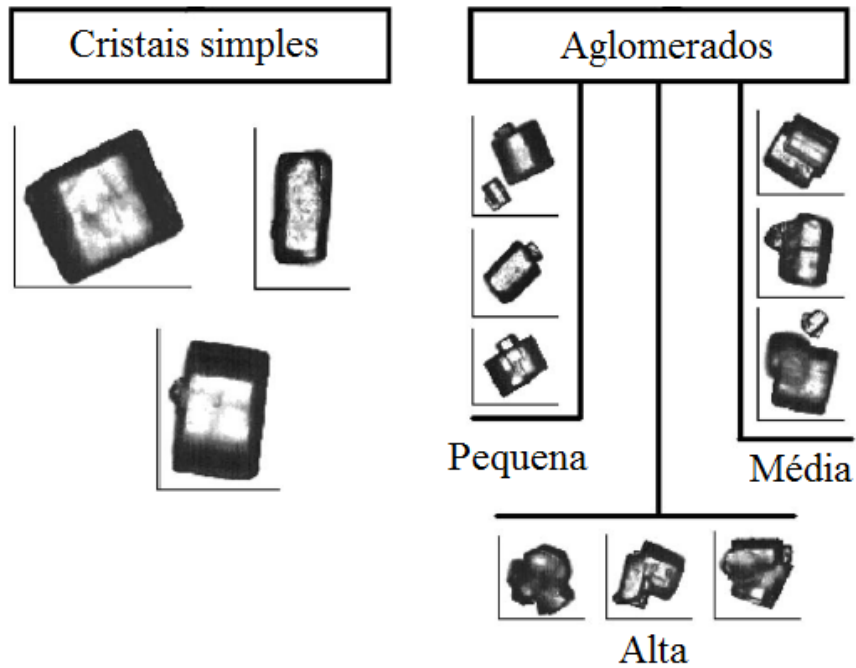 Cristais simples
Aglomerados
Pequena
Média
Alta